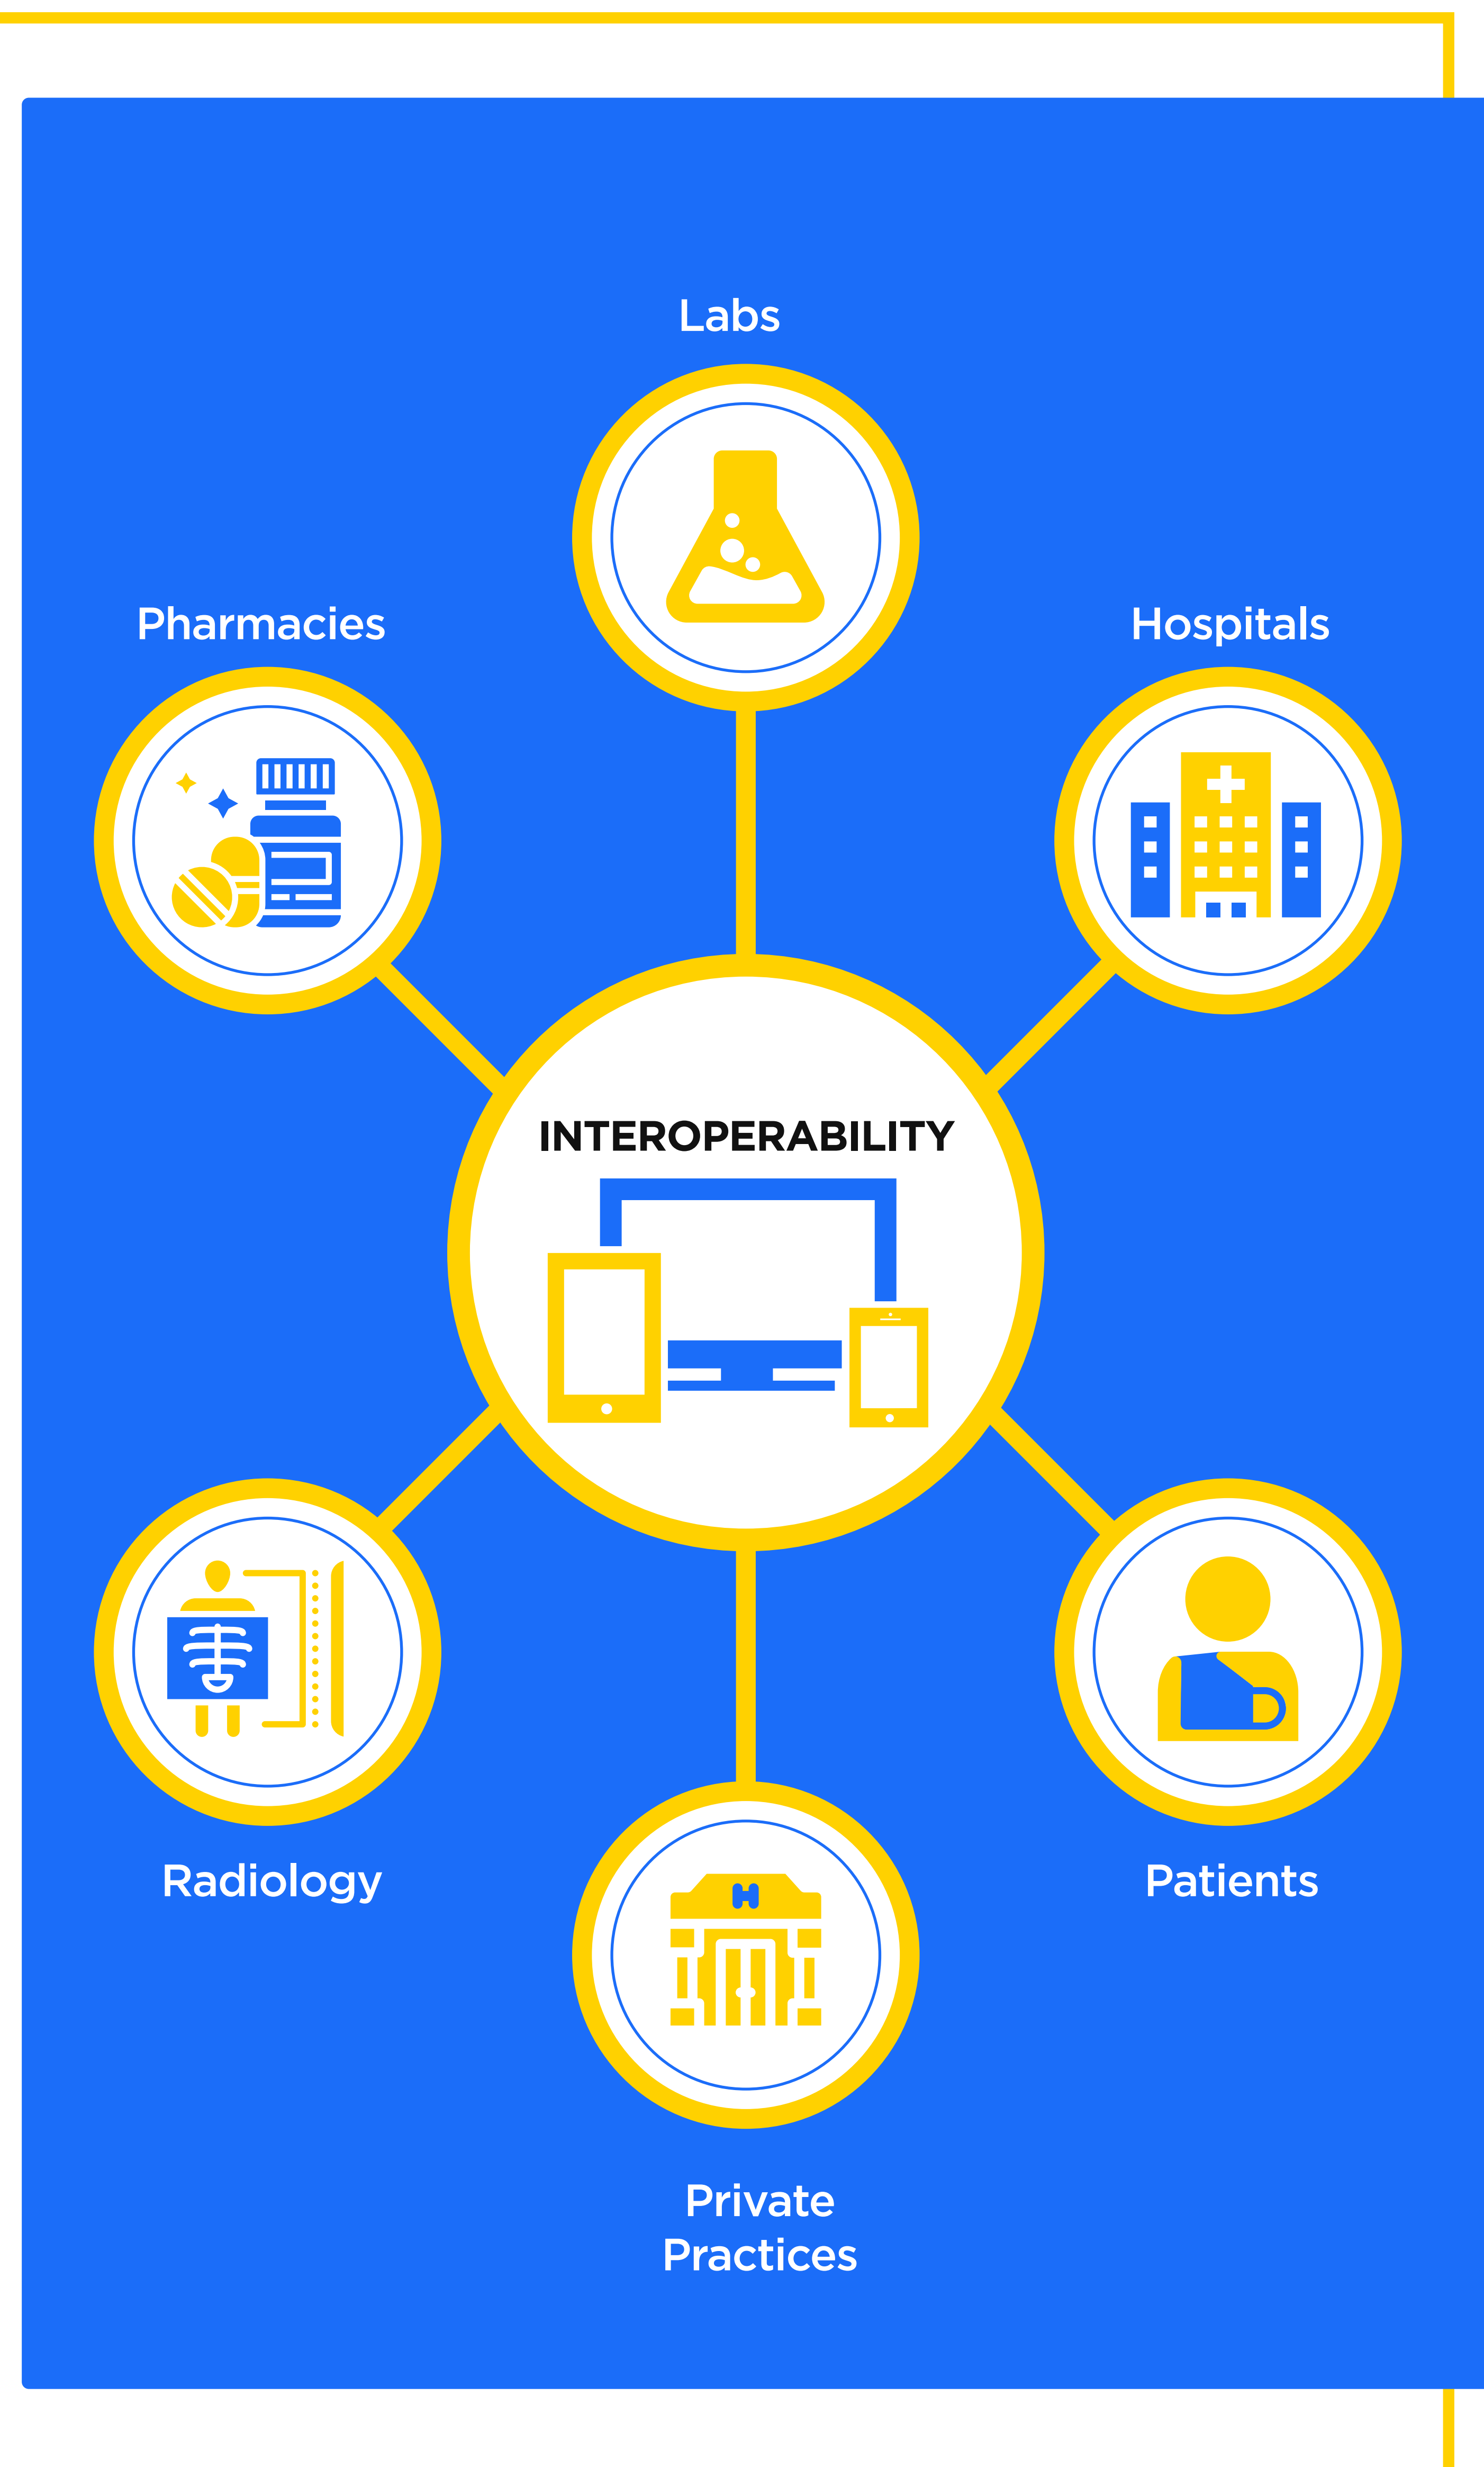 Labs
Pharmacies
Hospitals
INTEROPERABILITY
Radiology
Patients
H
Private
Practices